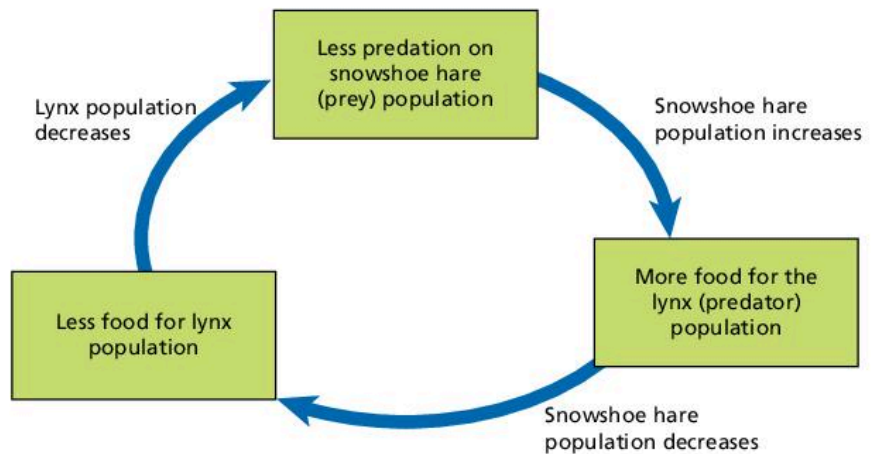 Less predation on
snowshoe hare
(prey) population
Snowshoe hare
population increases
More food for the
lynx (predator)
population
Snowshoe hare
population decreases
Less food for lynx
population
Lynx population
decreases